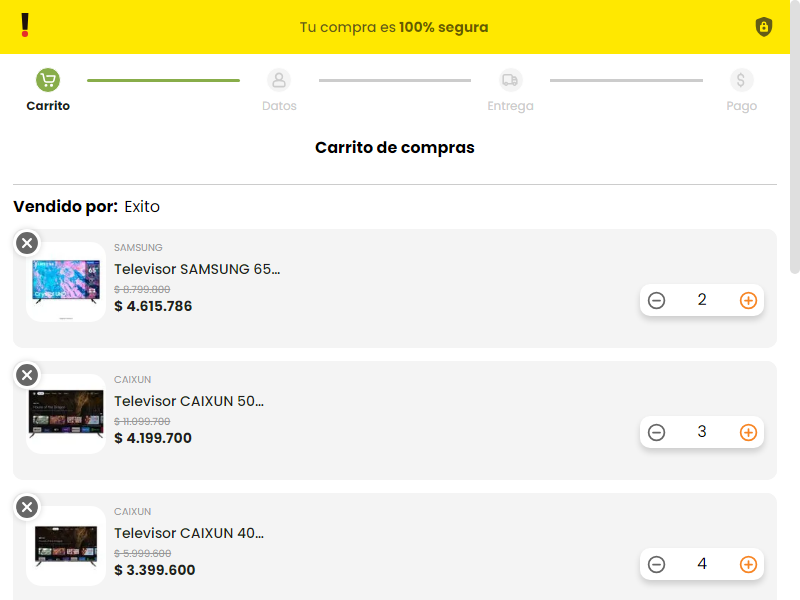 Tu compra es 100% segura
Carrito
Datos
Entrega
Pago
Carrito de compras
Vendido por: Exito
SAMSUNG
Televisor SAMSUNG 65...
$ 8.799.800
$ 4.615.786
2
CAIXUN
Televisor CAIXUN 50...
$ 11.099.700
$ 4.199.700
3
CAIXUN
Televisor CAIXUN 40...
$ 5.999.600
$ 3.399.600
4